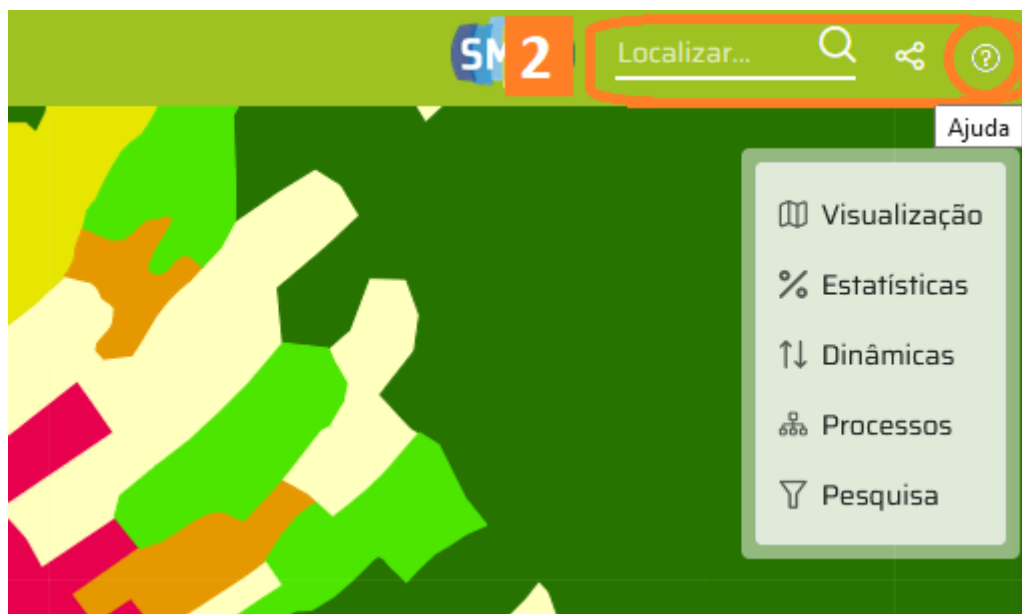 SM 2 Localizar...
Ajuda
Visualização
Estatísticas
Dinâmicas
Processos
Pesquisa